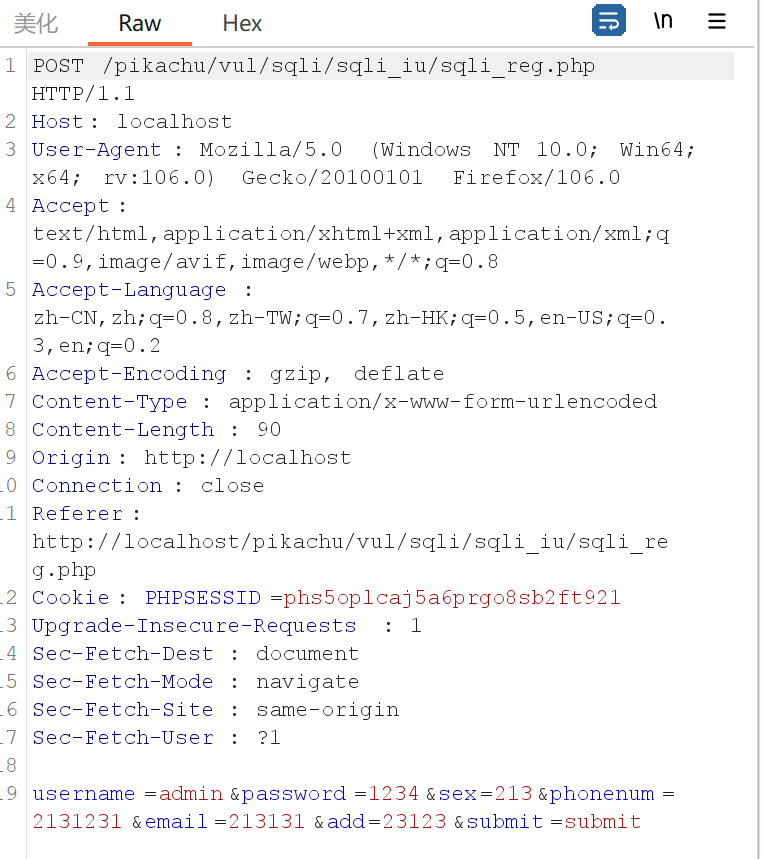 美化 Raw Hex \n
1 POST /pikachu/vul/sqli/sqli_iu/sqli_reg.php
HTTP/1.1
2 Host: localhost
3 User-Agent: Mozilla/5.0 (Windows NT 10.0; Win64;
x64; rv:106.0) Gecko/20100101 Firefox/106.0
4 Accept:
text/html,application/xhtml+xml,application/xml;q
=0.9,image/avif,image/webp,*/*;q=0.8
5 Accept-Language:
zh-CN,zh;q=0.8,zh-TW;q=0.7,zh-HK;q=0.5,en-US;q=0.
3,en;q=0.2
6 Accept-Encoding: gzip, deflate
7 Content-Type: application/x-www-form-urlencoded
8 Content-Length: 90
9 Origin: http://localhost
10 Connection: close
11 Referer:
http://localhost/pikachu/vul/sqli/sqli_iu/sqli_re
g.php
12 Cookie: PHPSESSID=phs5oplcaj5a6prgo8sb2ft921
13 Upgrade-Insecure-Requests: 1
14 Sec-Fetch-Dest: document
15 Sec-Fetch-Mode: navigate
16 Sec-Fetch-Site: same-origin
17 Sec-Fetch-User: ?1
18
19 username=admin&password=1234&sex=213&phonenum=
2131231&email=213131&add=23123&submit=submit